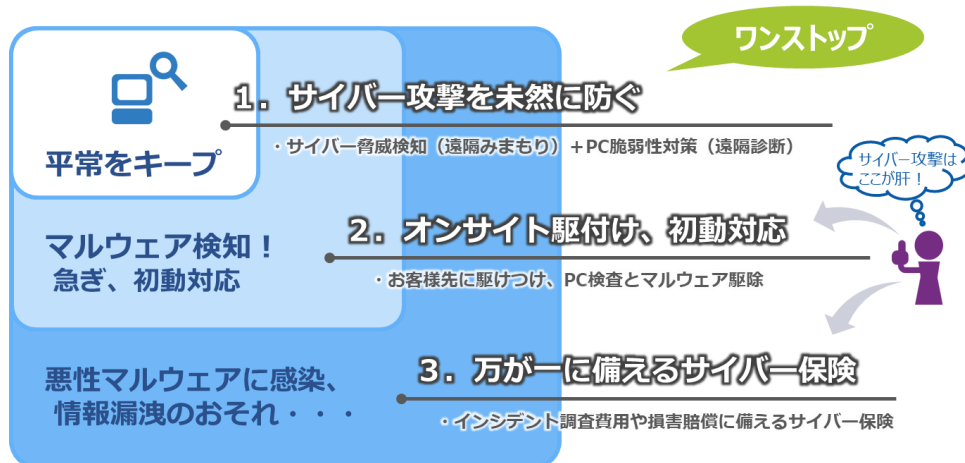 ワンストップ
1．サイバー攻撃を未然に防ぐ
・サイバー脅威検知（遠隔みまもり）＋PC脆弱性対策（遠隔診断）
平常をキープ
サイバー攻撃は
ここが肝！
2．オンサイト駆付け、初動対応
・お客様先に駆けつけ、PC検査とマルウェア駆除
マルウェア検知！
急ぎ、初動対応
3．万が一に備えるサイバー保険
・インシデント調査費用や損害賠償に備えるサイバー保険
悪性マルウェアに感染、
情報漏洩のおそれ・・・